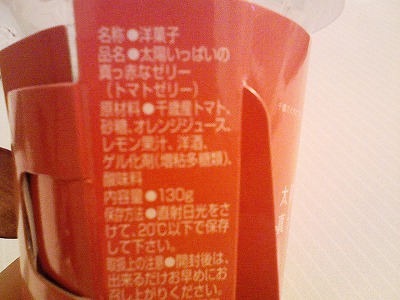 名称●洋菓子
品名●太陽いっぱいの
真っ赤なゼリー
(トマトゼリー)
原材料●千歳産トマト、
砂糖、オレンジジュース、
レモン果汁、洋酒、
ゲル化剤(増粘多糖類)、
酸味料
内容量●130g
保存方法●直射日光をさ
けて、20℃以下で保存
して下さい。
取扱上の注意●開封後は、
出来るだけお早めにお
召し上がりください。
太
真